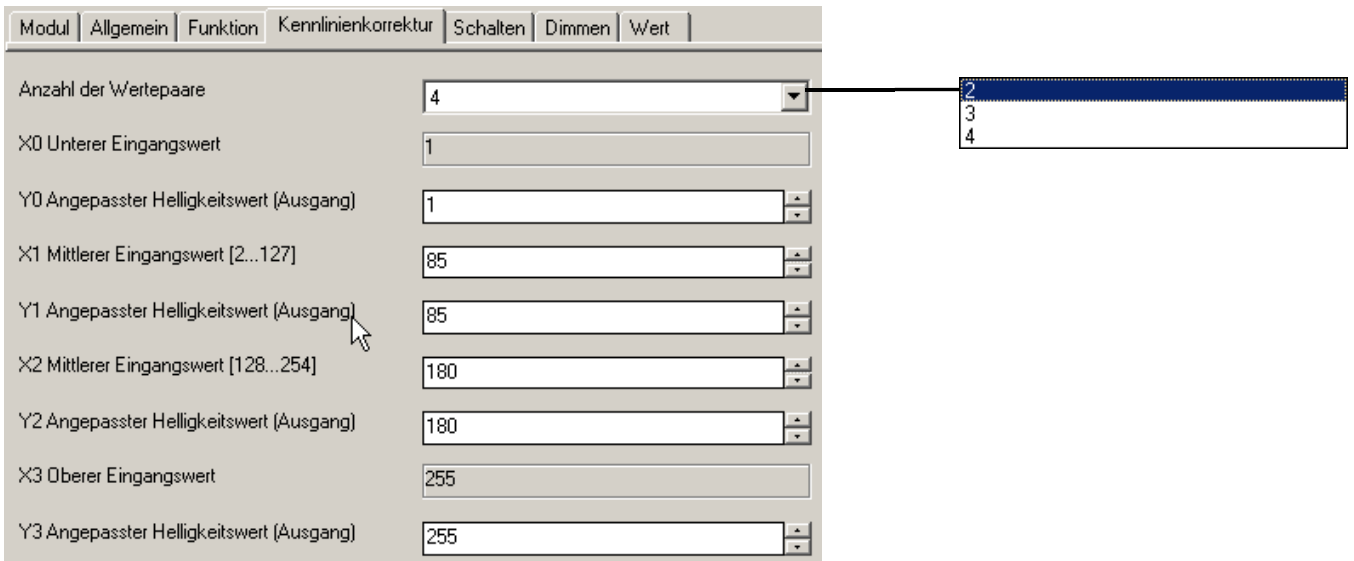 Modul Allgemein Funktion Kennlinienkorrektur Schalten Dimmen Wert
Anzahl der Wertepaare 4
2
3
4
X0 Unterer Eingangswert 1
Y0 Angepasster Helligkeitswert (Ausgang) 1
X1 Mittlerer Eingangswert [2...127] 85
Y1 Angepasster Helligkeitswert (Ausgang) 85
X2 Mittlerer Eingangswert [128...254] 180
Y2 Angepasster Helligkeitswert (Ausgang) 180
X3 Oberer Eingangswert 255
Y3 Angepasster Helligkeitswert (Ausgang) 255